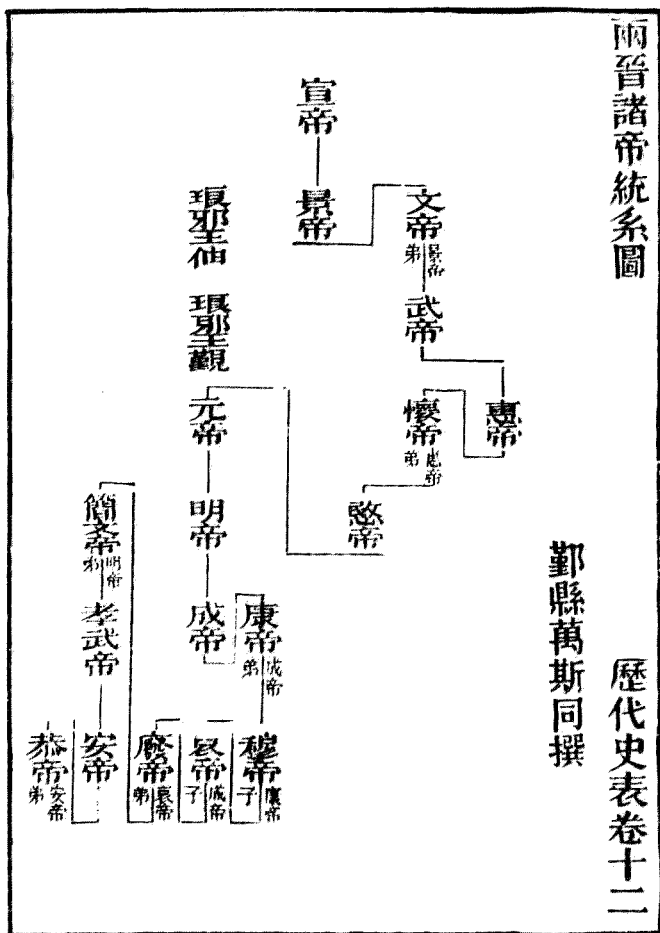 兩晉諸帝統系圖
歷代史表卷十二
鄞縣萬斯同撰
宣帝
景帝
文帝 景帝弟
武帝
惠帝
懷帝 惠帝弟
愍帝
琅邪王伷
琅邪王覲
元帝
明帝
成帝
康帝 成帝弟
穆帝 康帝子
哀帝 成帝子
廢帝 哀帝弟
簡文帝 明帝弟
孝武帝
安帝
恭帝 安帝弟